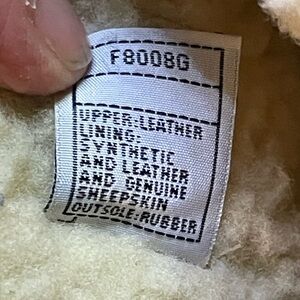 F8008G
UPPER:LEATHER
LINING:
SYNTHETIC
AND LEATHER
AND GENUINE
SHEEPSKIN
OUTSOLE:RUBBER